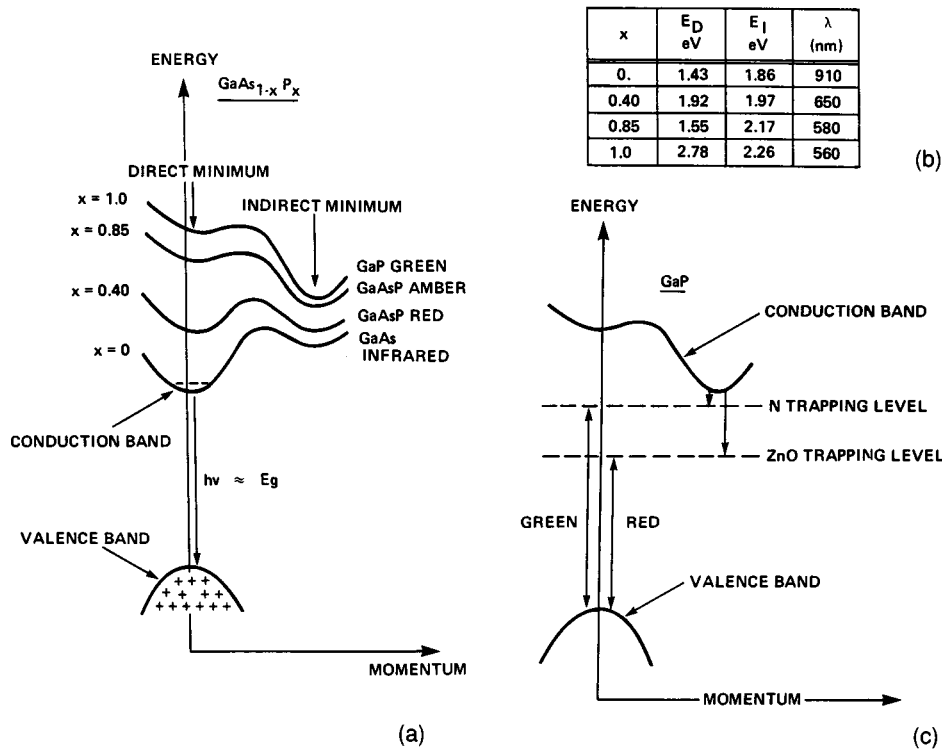 ENERGY
GaAs1-x Px
DIRECT MINIMUM
x = 1.0
INDIRECT MINIMUM
x = 0.85
GaP GREEN
GaAsP AMBER
x = 0.40
GaAsP RED
GaAs
INFRARED
x = 0
CONDUCTION BAND
hν ≈ Eg
VALENCE BAND
+ + +
+ + + +
+ + + + + +
MOMENTUM
(a)
x ED eV EI eV λ (nm)
0. 1.43 1.86 910
0.40 1.92 1.97 650
0.85 1.55 2.17 580
1.0 2.78 2.26 560
(b)
ENERGY
GaP
CONDUCTION BAND
N TRAPPING LEVEL
ZnO TRAPPING LEVEL
GREEN
RED
VALENCE BAND
MOMENTUM
(c)